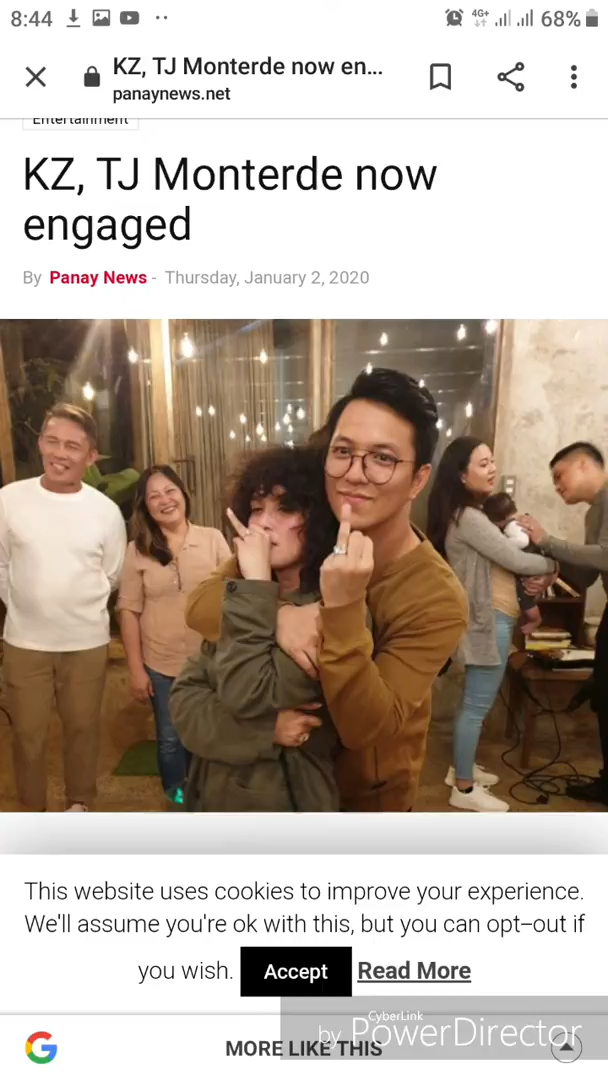 8:44
4G+
68%
KZ, TJ Monterde now en...
panaynews.net
Entertainment
KZ, TJ Monterde now
engaged
By Panay News - Thursday, January 2, 2020
This website uses cookies to improve your experience.
We'll assume you're ok with this, but you can opt-out if
you wish. Accept Read More
CyberLink
by PowerDirector
MORE LIKE THIS